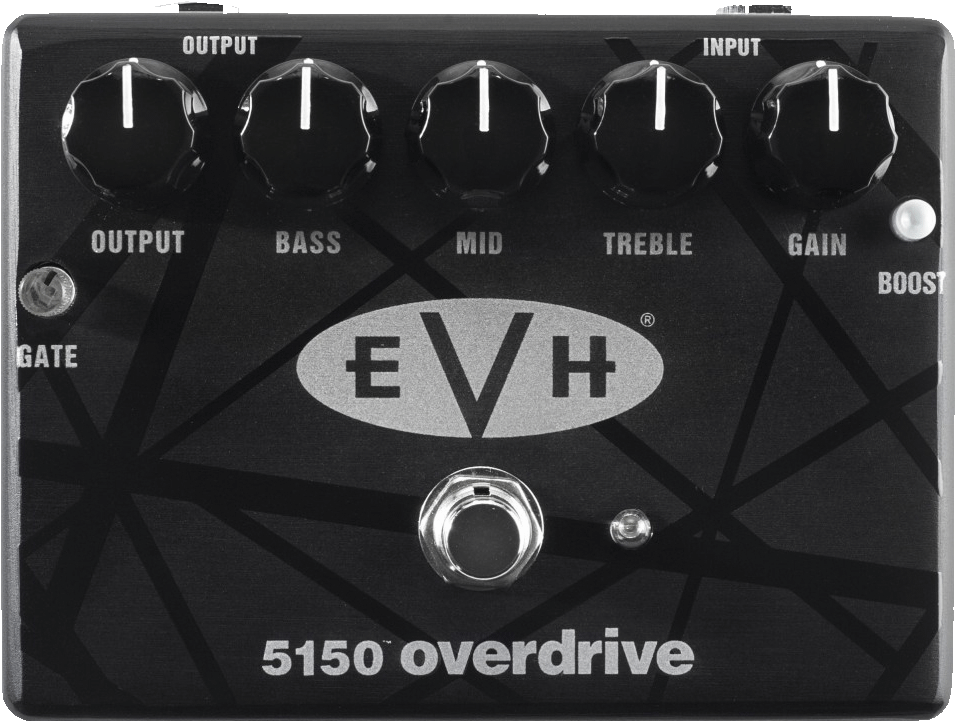 OUTPUT INPUT
OUTPUT BASS MID TREBLE GAIN
BOOST
GATE
EVH ®
5150™ overdrive